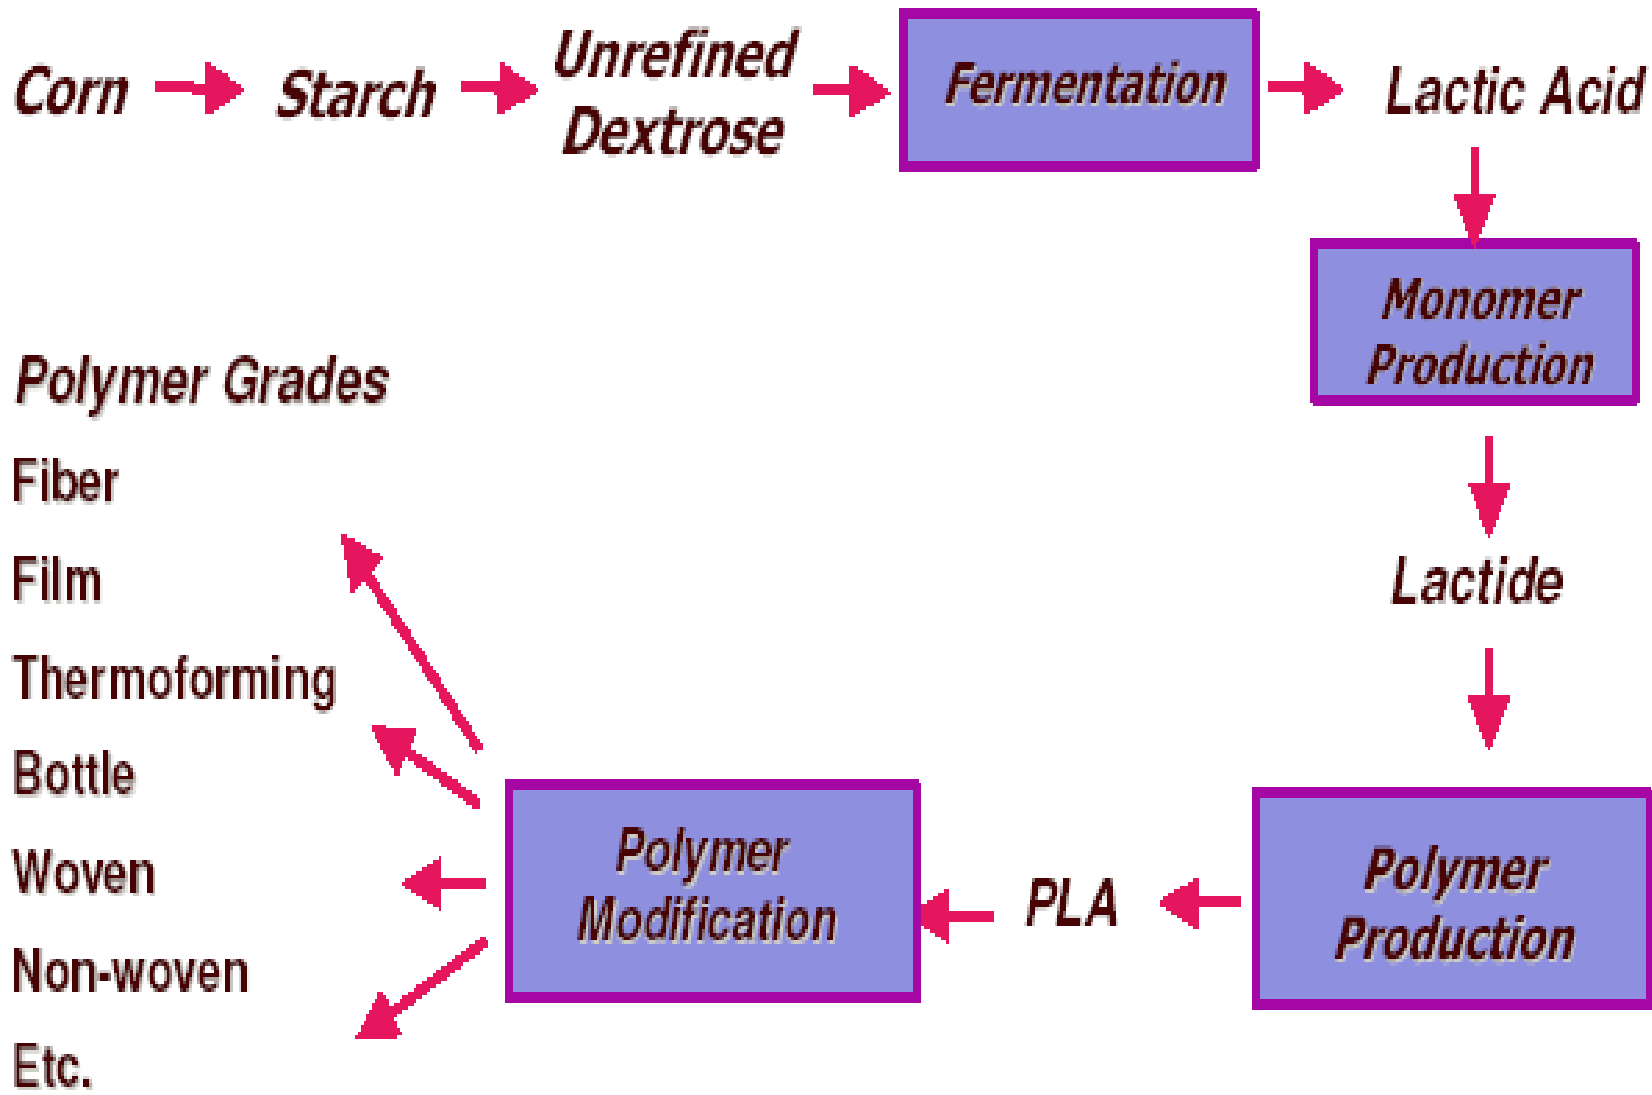 Corn
Starch
Unrefined
Dextrose
Fermentation
Lactic Acid
Monomer
Production
Lactide
Polymer
Production
PLA
Polymer
Modification
Polymer Grades
Fiber
Film
Thermoforming
Bottle
Woven
Non-woven
Etc.